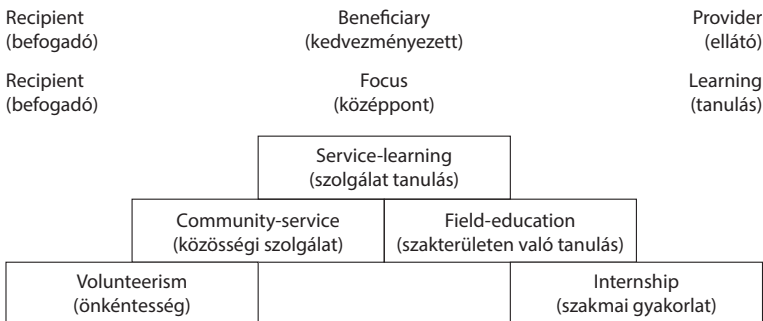 Recipient Beneficiary Provider
(befogadó) (kedvezményezett) (ellátó)
Recipient Focus Learning
(befogadó) (középpont) (tanulás)
Service-learning
(szolgálat tanulás)
Community-service Field-education
(közösségi szolgálat) (szakterületen való tanulás)
Volunteerism Internship
(önkéntesség) (szakmai gyakorlat)